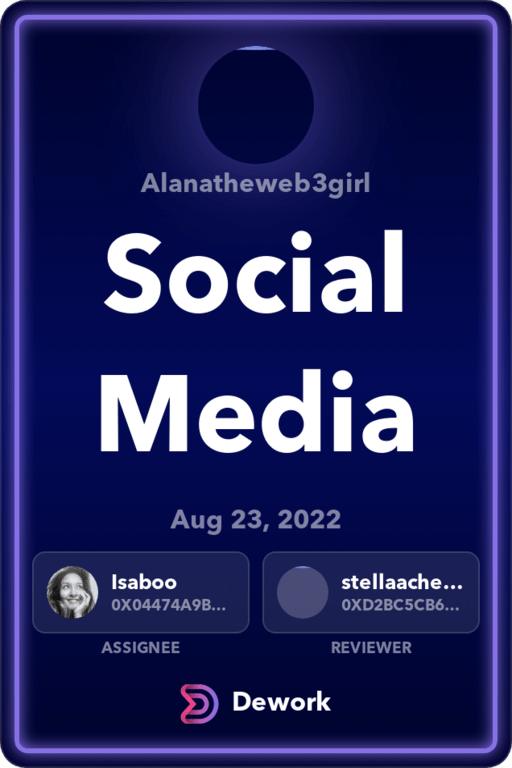 Alanatheweb3girl
Social
Media
Aug 23, 2022
Isaboo
0X04474A9B...
ASSIGNEE
stellaache...
0XD2BC5CB6...
REVIEWER
Dework